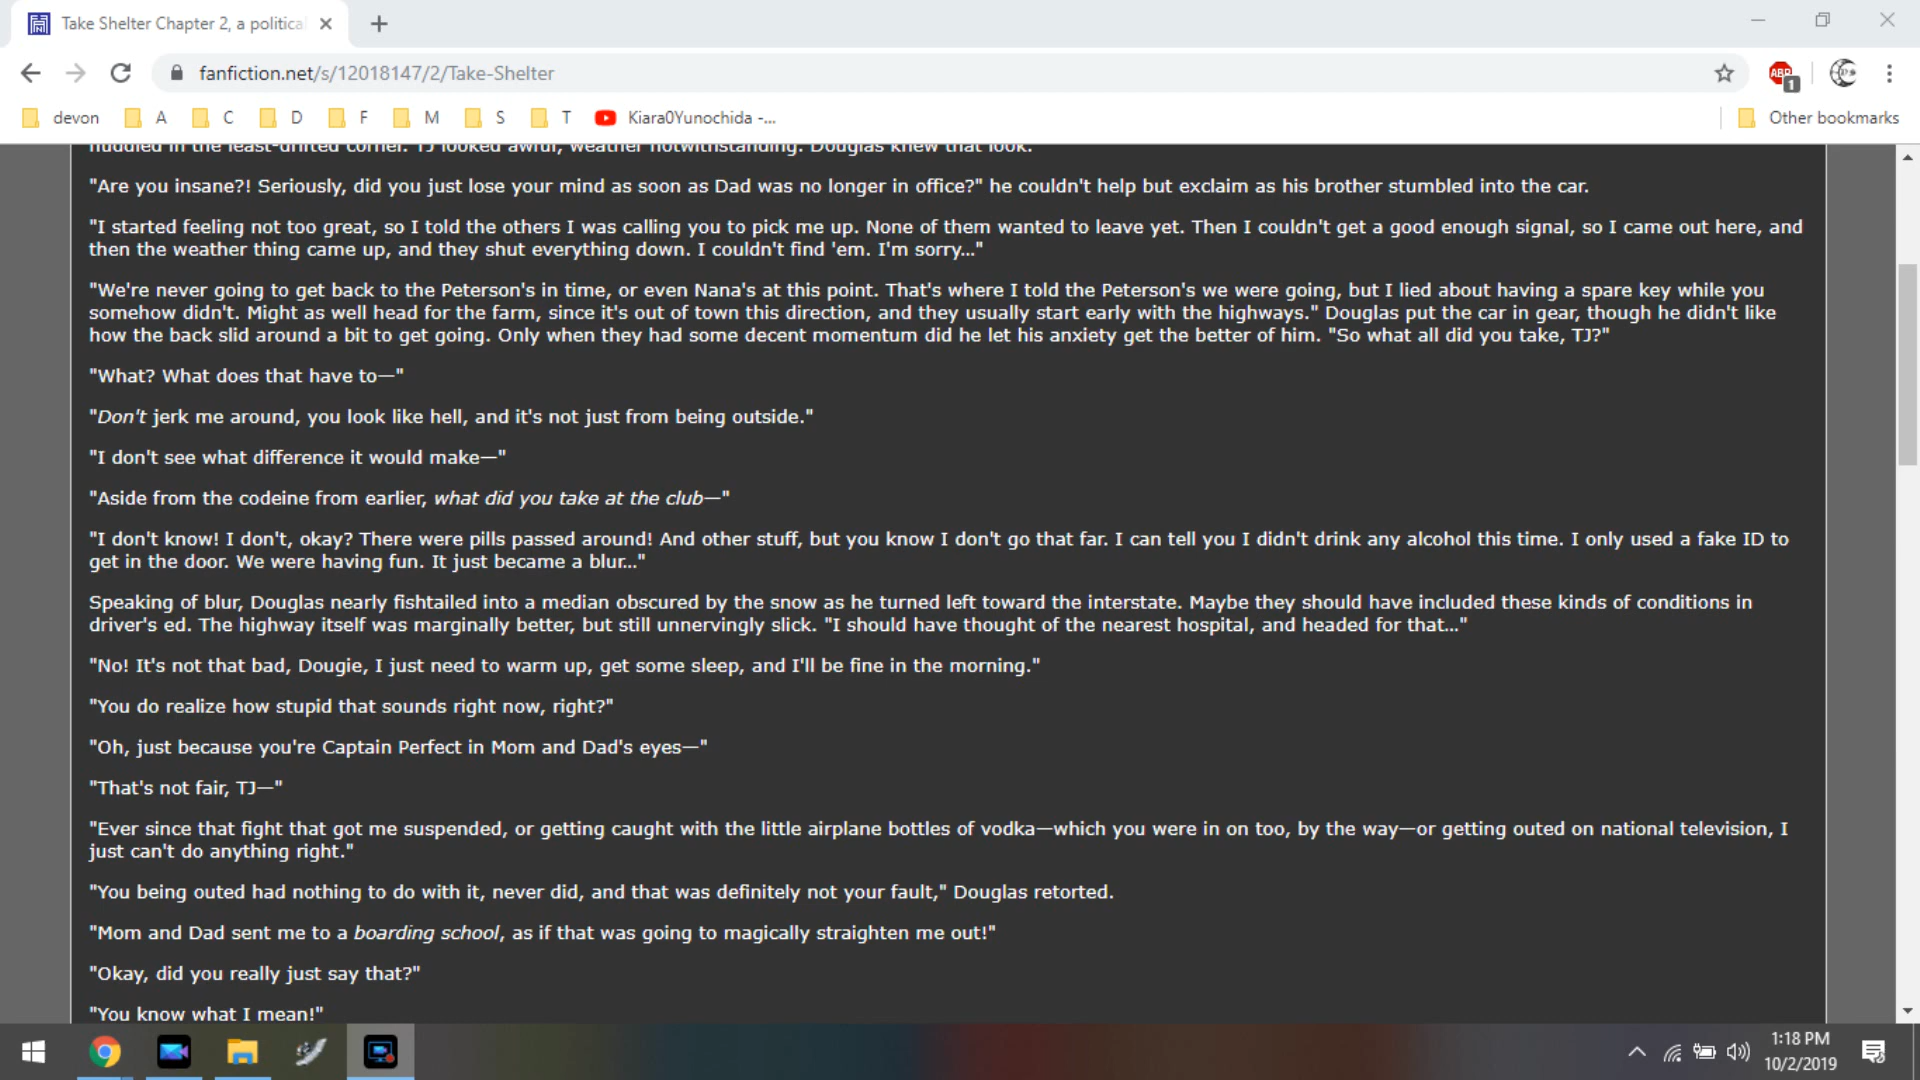 Take Shelter Chapter 2, a politica
fanfiction.net/s/12018147/2/Take-Shelter
ABP
1
devon
A
C
D
F
M
S
T
Kiara0Yunochida -...
Other bookmarks
huddled in the least-drifted corner. TJ looked awful, weather notwithstanding. Douglas knew that look.
"Are you insane?! Seriously, did you just lose your mind as soon as Dad was no longer in office?" he couldn't help but exclaim as his brother stumbled into the car.
"I started feeling not too great, so I told the others I was calling you to pick me up. None of them wanted to leave yet. Then I couldn't get a good enough signal, so I came out here, and
then the weather thing came up, and they shut everything down. I couldn't find 'em. I'm sorry..."
"We're never going to get back to the Peterson's in time, or even Nana's at this point. That's where I told the Peterson's we were going, but I lied about having a spare key while you
somehow didn't. Might as well head for the farm, since it's out of town this direction, and they usually start early with the highways." Douglas put the car in gear, though he didn't like
how the back slid around a bit to get going. Only when they had some decent momentum did he let his anxiety get the better of him. "So what all did you take, TJ?"
"What? What does that have to—"
"Don't jerk me around, you look like hell, and it's not just from being outside."
"I don't see what difference it would make—"
"Aside from the codeine from earlier, what did you take at the club—"
"I don't know! I don't, okay? There were pills passed around! And other stuff, but you know I don't go that far. I can tell you I didn't drink any alcohol this time. I only used a fake ID to
get in the door. We were having fun. It just became a blur..."
Speaking of blur, Douglas nearly fishtailed into a median obscured by the snow as he turned left toward the interstate. Maybe they should have included these kinds of conditions in
driver's ed. The highway itself was marginally better, but still unnervingly slick. "I should have thought of the nearest hospital, and headed for that..."
"No! It's not that bad, Dougie, I just need to warm up, get some sleep, and I'll be fine in the morning."
"You do realize how stupid that sounds right now, right?"
"Oh, just because you're Captain Perfect in Mom and Dad's eyes—"
"That's not fair, TJ—"
"Ever since that fight that got me suspended, or getting caught with the little airplane bottles of vodka—which you were in on too, by the way—or getting outed on national television, I
just can't do anything right."
"You being outed had nothing to do with it, never did, and that was definitely not your fault," Douglas retorted.
"Mom and Dad sent me to a boarding school, as if that was going to magically straighten me out!"
"Okay, did you really just say that?"
"You know what I mean!"
1:18 PM
10/2/2019